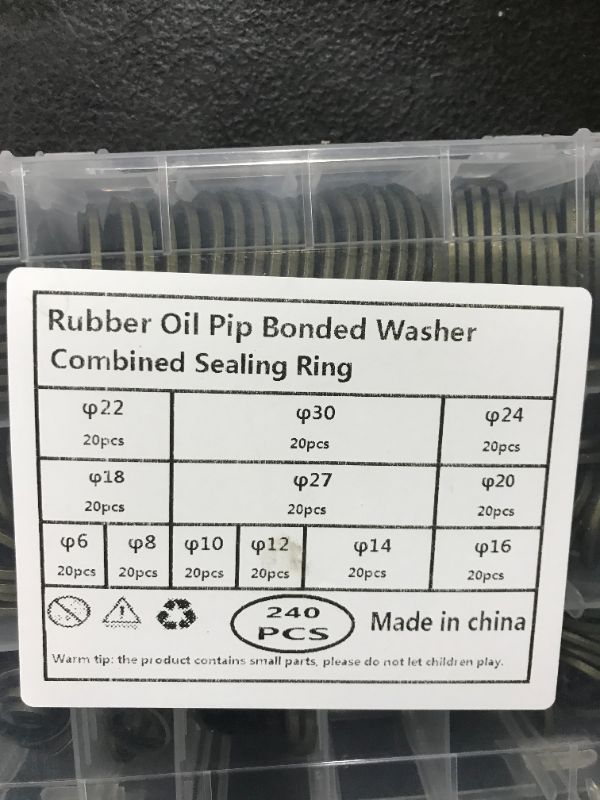 Rubber Oil Pip Bonded Washer
Combined Sealing Ring
φ22 φ30 φ24
20pcs 20pcs 20pcs
φ18 φ27 φ20
20pcs 20pcs 20pcs
φ6 φ8 φ10 φ12 φ14 φ16
20pcs 20pcs 20pcs 20pcs 20pcs 20pcs
240
PCS
Made in china
Warm tip: the product contains small parts, please do not let children play.